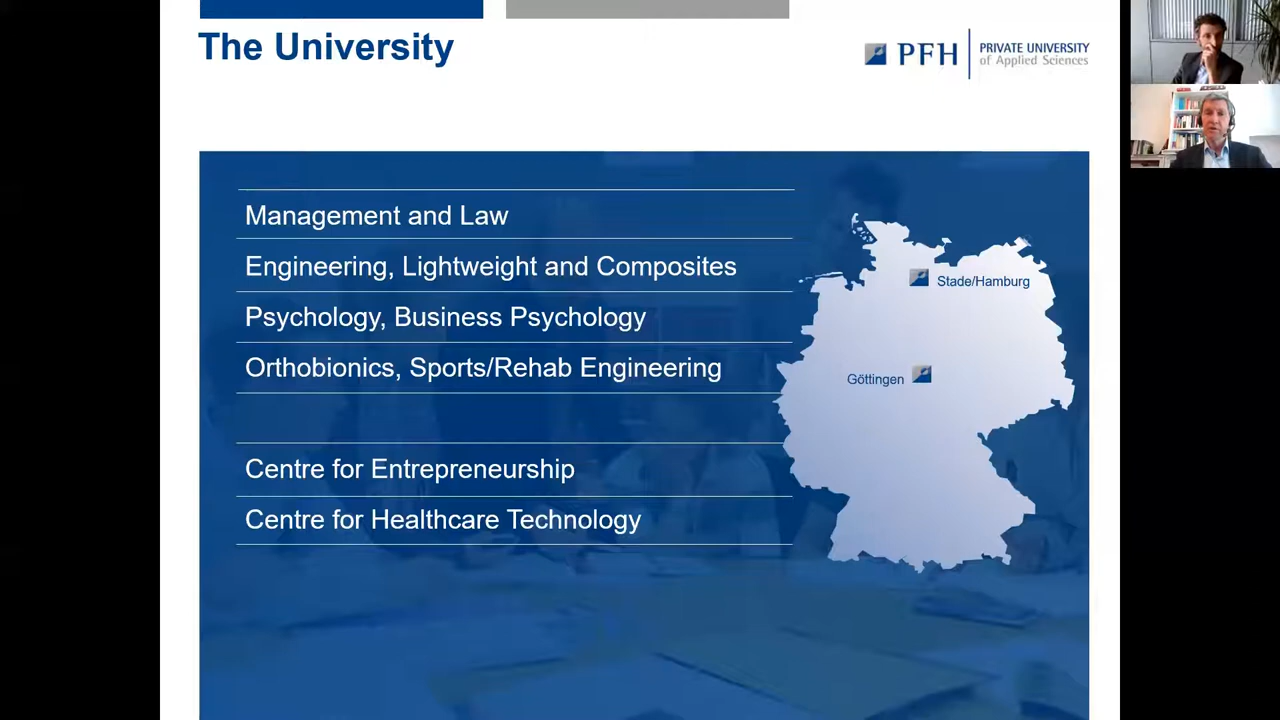 The University
PFH
PRIVATE UNIVERSITY
of Applied Sciences
Management and Law
Engineering, Lightweight and Composites
Psychology, Business Psychology
Orthobionics, Sports/Rehab Engineering
Centre for Entrepreneurship
Centre for Healthcare Technology
Stade/Hamburg
Göttingen